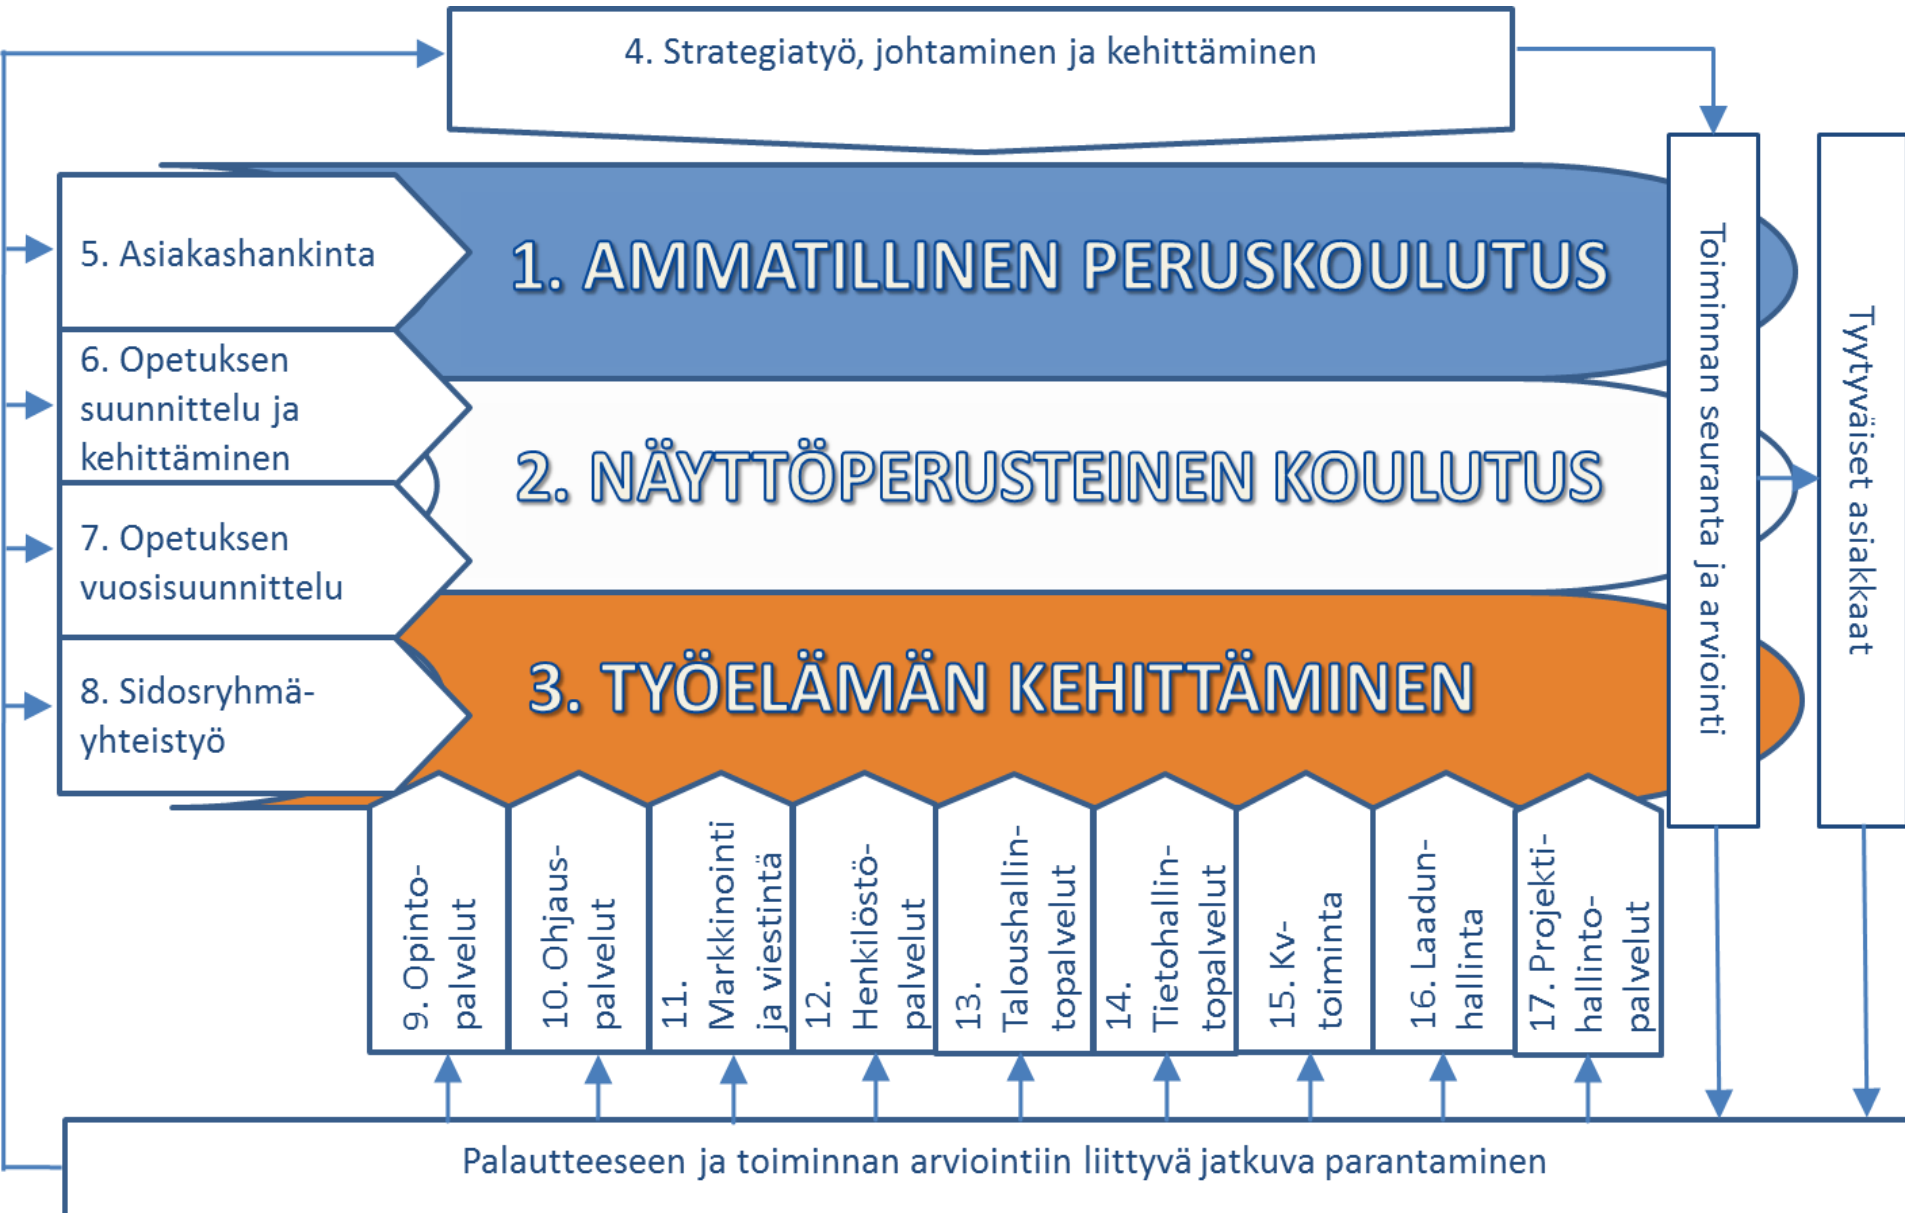 4. Strategiatyö, johtaminen ja kehittäminen
5. Asiakashankinta
6. Opetuksen
suunnittelu ja
kehittäminen
7. Opetuksen
vuosisuunnittelu
8. Sidosryhmä-
yhteistyö
1. AMMATILLINEN PERUSKOULUTUS
2. NÄYTTÖPERUSTEINEN KOULUTUS
3. TYÖELÄMÄN KEHITTÄMINEN
Toiminnan seuranta ja arviointi
Tyytyväiset asiakkaat
9. Opinto-
palvelut
10. Ohjaus-
palvelut
11.
Markkinointi
ja viestintä
12.
Henkilöstö-
palvelut
13.
Taloushallin-
topalvelut
14.
Tietohallin-
topalvelut
15. Kv-
toiminta
16. Laadun-
hallinta
17. Projekti-
hallinto-
palvelut
Palautteeseen ja toiminnan arviointiin liittyvä jatkuva parantaminen